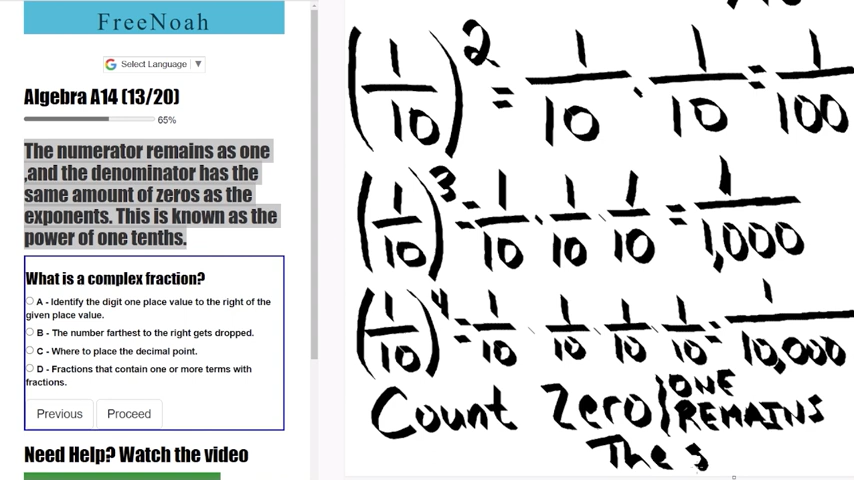 FreeNoah
Select Language ▼
Algebra A14 (13/20)
65%
The numerator remains as one
,and the denominator has the
same amount of zeros as the
exponents. This is known as the
power of one tenths.
What is a complex fraction?
A - Identify the digit one place value to the right of the
given place value.
B - The number farthest to the right gets dropped.
C - Where to place the decimal point.
D - Fractions that contain one or more terms with
fractions.
Previous Proceed
Need Help? Watch the video
(1/10)^2 = 1/10 · 1/10 = 1/100
(1/10)^3 = 1/10 · 1/10 · 1/10 = 1/1,000
(1/10)^4 = 1/10 · 1/10 · 1/10 · 1/10 = 1/10,000
Count Zero { ONE
REMAINS
The s